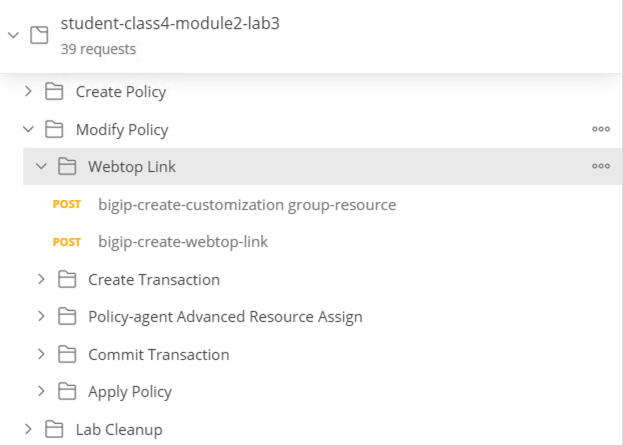 student-class4-module2-lab3
39 requests
Create Policy
Modify Policy
Webtop Link
POST bigip-create-customization group-resource
POST bigip-create-webtop-link
Create Transaction
Policy-agent Advanced Resource Assign
Commit Transaction
Apply Policy
Lab Cleanup